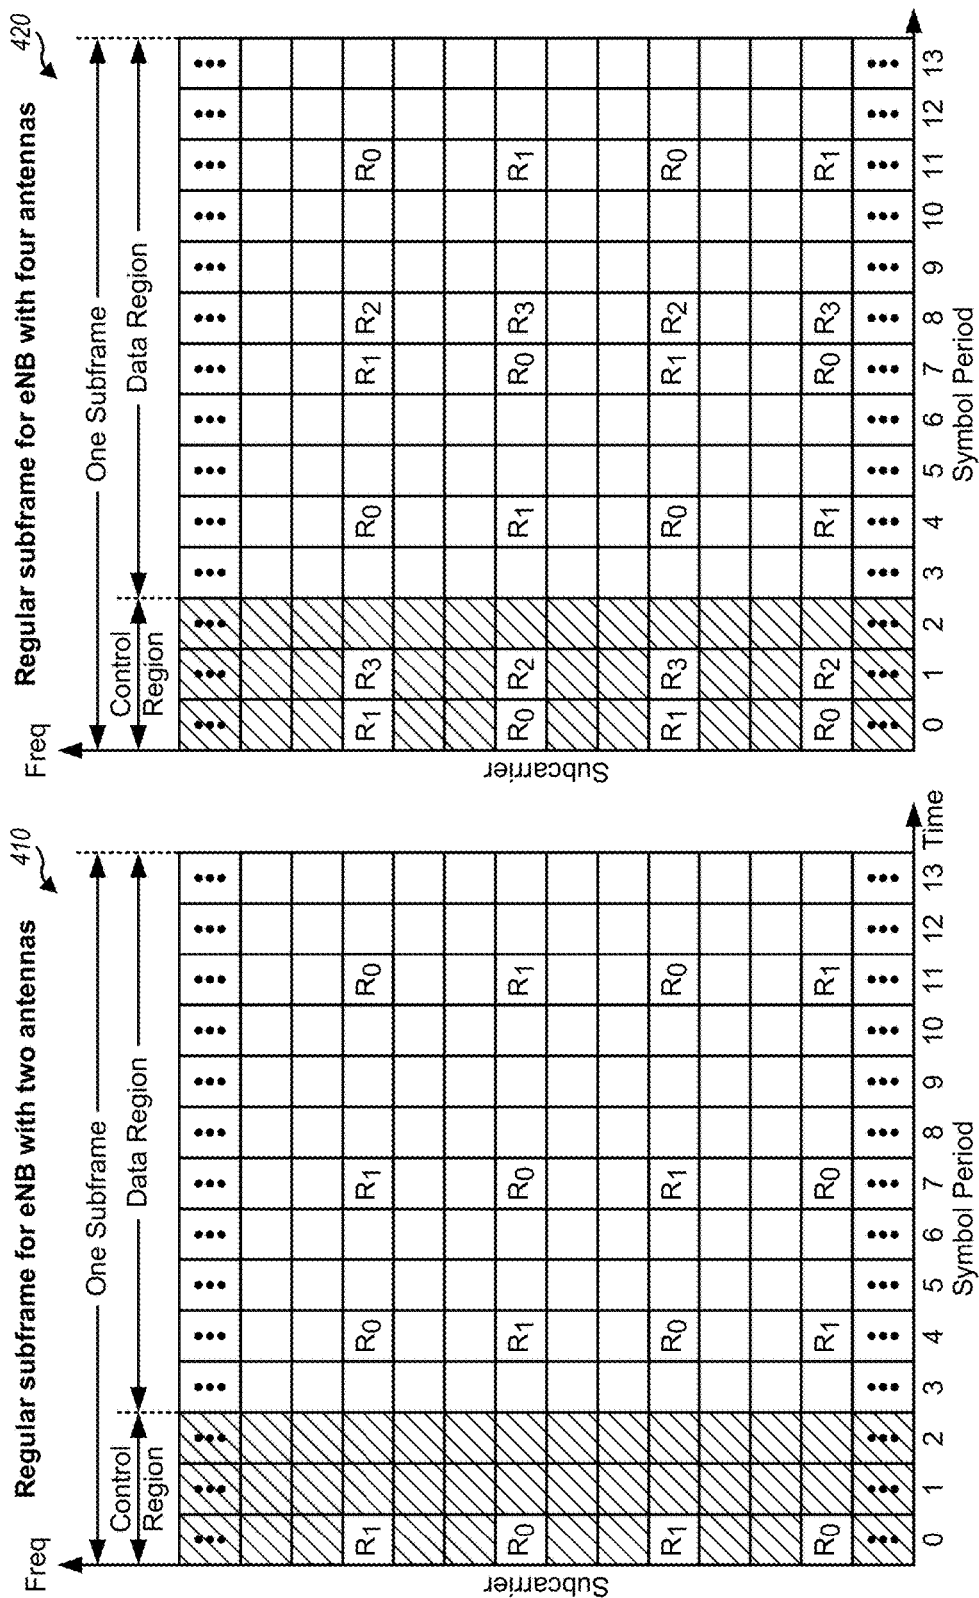 Regular subframe for eNB with two antennas
410
Freq
One Subframe
Control Region
Data Region
Subcarrier
••• ••• ••• ••• ••• ••• ••• ••• ••• ••• ••• ••• ••• •••
R1 R0 R1 R0
R0 R1 R0 R1
R1 R0 R1 R0
R0 R1 R0 R1
••• ••• ••• ••• ••• ••• ••• ••• ••• ••• ••• ••• ••• •••
0 1 2 3 4 5 6 7 8 9 10 11 12 13 Time
Symbol Period
Regular subframe for eNB with four antennas
420
Freq
One Subframe
Control Region
Data Region
Subcarrier
••• ••• ••• ••• ••• ••• ••• ••• ••• ••• ••• ••• ••• •••
R1 R3 R0 R1 R2 R0
R0 R2 R1 R0 R3 R1
R1 R3 R0 R1 R2 R0
R0 R2 R1 R0 R3 R1
••• ••• ••• ••• ••• ••• ••• ••• ••• ••• ••• ••• ••• •••
0 1 2 3 4 5 6 7 8 9 10 11 12 13
Symbol Period